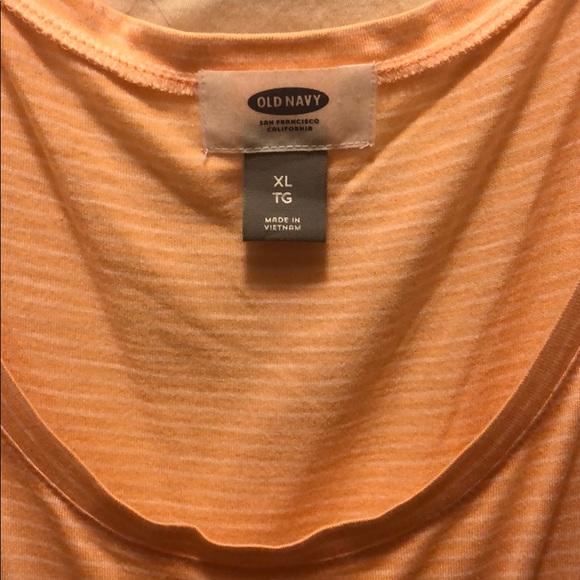 OLD NAVY
SAN FRANCISCO
CALIFORNIA
XL
TG
MADE IN
VIETNAM